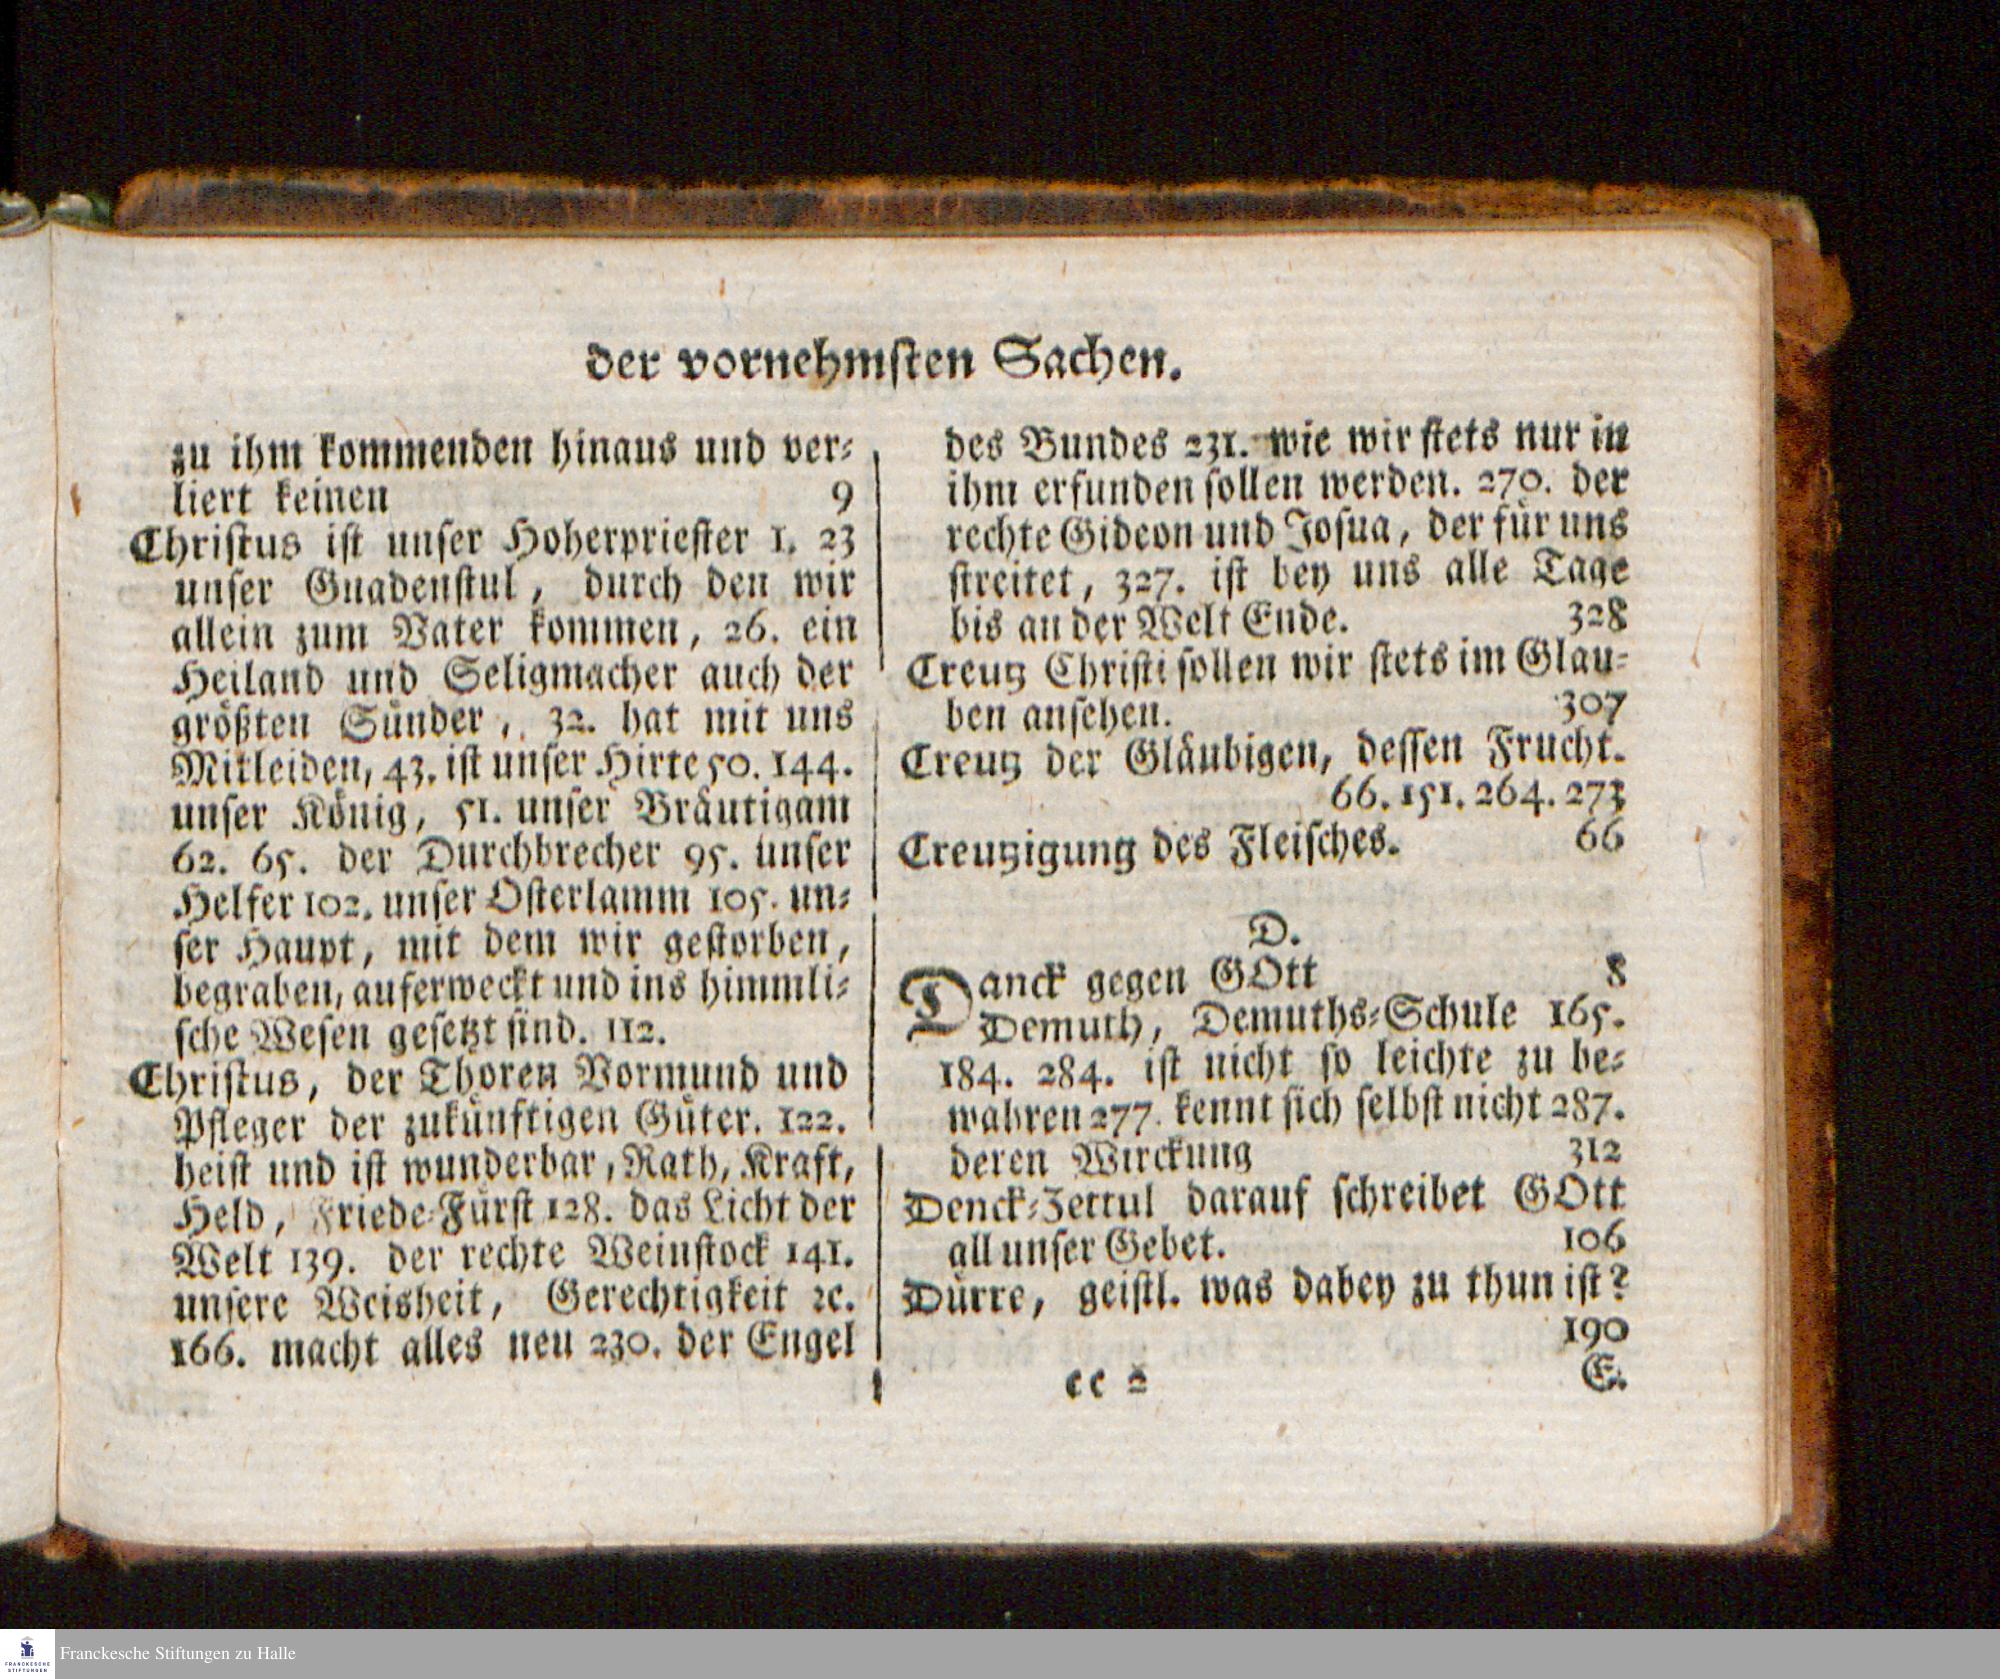 der vornehmsten Sachen.
zu ihm kommenden hinaus und ver-
liert keinen 9
Christus ist unser Hoherpriester 1. 23
unser Gnadenstul, durch den wir
allein zum Vater kommen, 26. ein
Heiland und Seligmacher auch der
größten Sünder, 32. hat mit uns
Mitleiden, 43. ist unser Hirte 50. 144.
unser König, 51. unser Bräutigam
62. 65. der Durchbrecher 95. unser
Helfer 102. unser Osterlamm 105. un-
ser Haupt, mit dem wir gestorben,
begraben, auferweckt und ins himmli-
sche Wesen gesetzt sind. 112.
Christus, der Thoren Vormund und
Pfleger der zukünftigen Güter. 122.
heist und ist wunderbar, Rath, Kraft,
Held, Friede-Fürst 128. das Licht der
Welt 139. der rechte Weinstock 141.
unsere Weisheit, Gerechtigkeit ꝛc.
166. macht alles neu 230. der Engel
des Bundes 231. wie wir stets nur in
ihm erfunden sollen werden. 270. der
rechte Gideon und Josua, der für uns
streitet, 327. ist bey uns alle Tage
bis an der Welt Ende. 328
Creutz Christi sollen wir stets im Glau-
ben ansehen. 307
Creutz der Gläubigen, dessen Frucht.
66. 151. 264. 273
Creutzigung des Fleisches. 66
D.
Danck gegen GOtt 8
Demuth, Demuths-Schule 165.
184. 284. ist nicht so leichte zu be-
wahren 277. kennt sich selbst nicht 287.
deren Wirckung 312
Denck-Zettul darauf schreibet GOtt
all unser Gebet. 106
Dürre, geistl. was dabey zu thun ist?
190
cc 2 E.
FRANCKESCHE STIFTUNGEN
Franckesche Stiftungen zu Halle